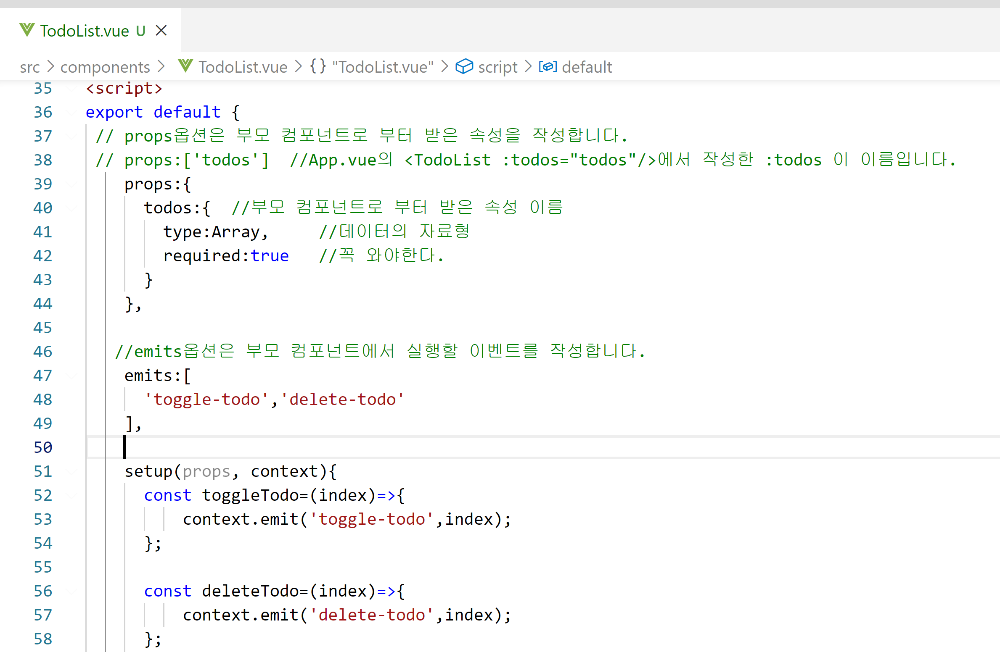 TodoList.vue U
src > components > TodoList.vue > {} "TodoList.vue" > script > default
35 <script>
36 export default {
37 // props옵션은 부모 컴포넌트로 부터 받은 속성을 작성합니다.
38 // props:['todos'] //App.vue의 <TodoList :todos="todos"/>에서 작성한 :todos 이 이름입니다.
39 props:{
40 todos:{ //부모 컴포넌트로 부터 받은 속성 이름
41 type:Array, //데이터의 자료형
42 required:true //꼭 와야한다.
43 }
44 },
45
46 //emits옵션은 부모 컴포넌트에서 실행할 이벤트를 작성합니다.
47 emits:[
48 'toggle-todo','delete-todo'
49 ],
50
51 setup(props, context){
52 const toggleTodo=(index)=>{
53 context.emit('toggle-todo',index);
54 };
55
56 const deleteTodo=(index)=>{
57 context.emit('delete-todo',index);
58 };